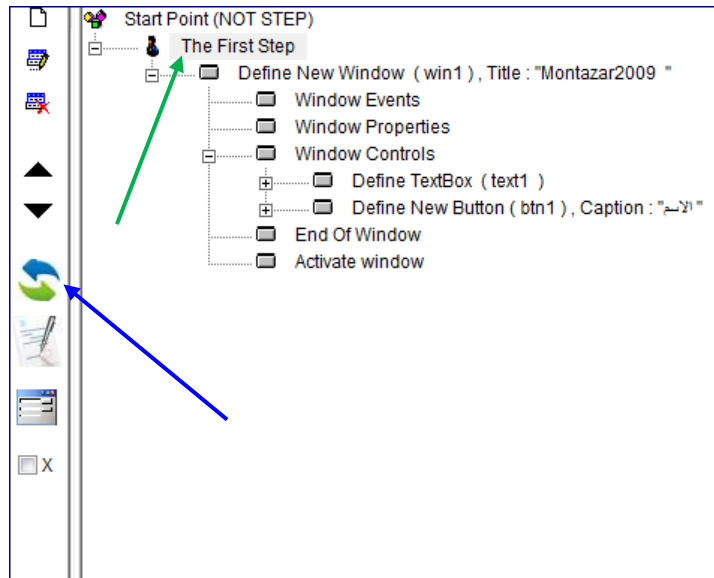 Start Point (NOT STEP)
The First Step
Define New Window ( win1 ) , Title : "Montazar2009 "
Window Events
Window Properties
Window Controls
Define TextBox ( text1 )
Define New Button ( btn1 ) , Caption : "الاسم"
End Of Window
Activate window
X